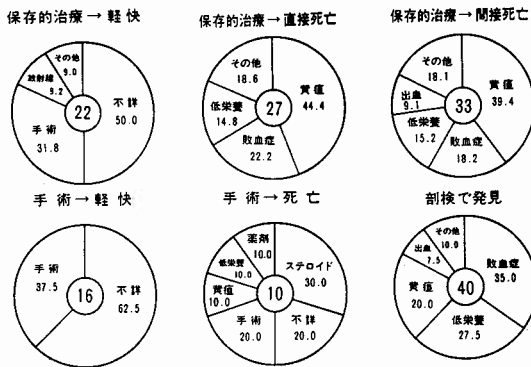 保存的治療→軽快
その他
9.0
放射線
9.2
手術
31.8
22
不詳
50.0
保存的治療→直接死亡
その他
18.6
低栄養
14.8
敗血症
22.2
27
黄疸
44.4
保存的治療→間接死亡
その他
18.1
出血
9.1
低栄養
15.2
敗血症
18.2
33
黄疸
39.4
手術→軽快
手術
37.5
16
不詳
62.5
手術→死亡
薬剤
10.0
低栄養
10.0
黄疸
10.0
手術
20.0
10
ステロイド
30.0
不詳
20.0
剖検で発見
その他
10.0
出血
7.5
黄疸
20.0
低栄養
27.5
40
敗血症
35.0